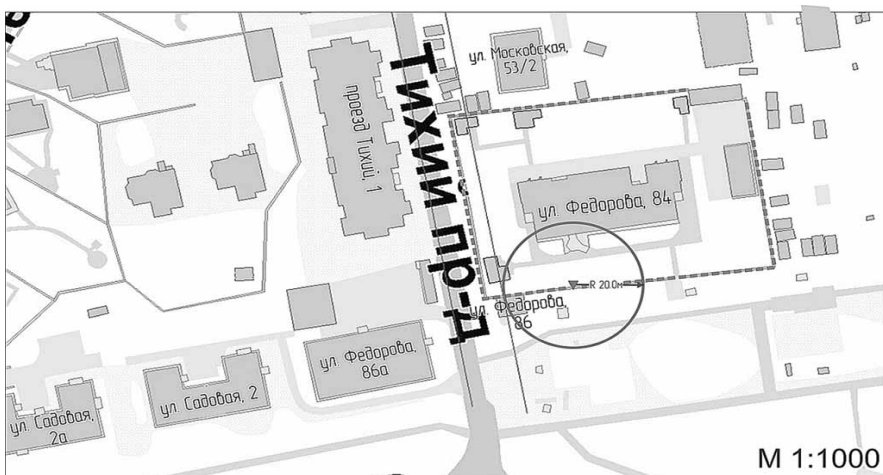 ул. Московская,
53/2
проезд Тихий, 1
Тихий пр-д
ул. Федорова, 84
R 20.0м
ул. Федорова,
86
ул. Федорова,
86а
ул. Садовая, 2
ул. Садовая,
2а
М 1:1000